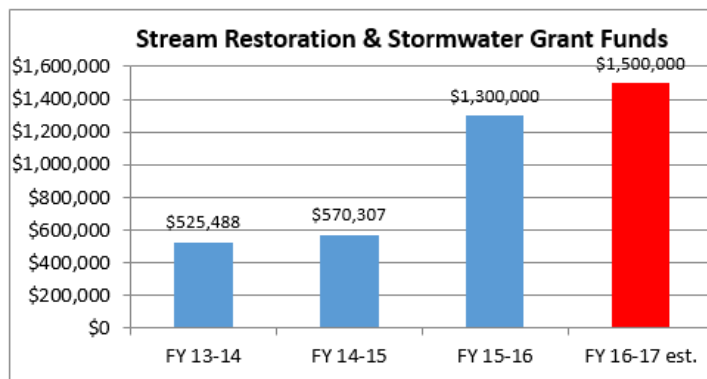 Stream Restoration & Stormwater Grant Funds
$1,600,000
$1,400,000
$1,200,000
$1,000,000
$800,000
$600,000
$400,000
$200,000
$0
$525,488
$570,307
$1,300,000
$1,500,000
FY 13-14
FY 14-15
FY 15-16
FY 16-17 est.